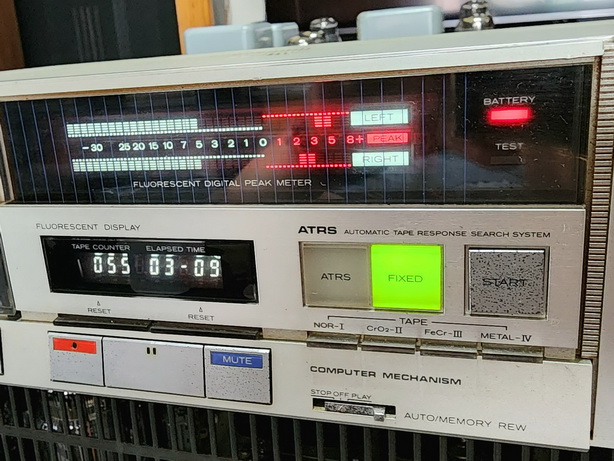 LEFT
BATTERY
-30 25 20 15 10 7 5 3 2 1 0 1 3 5 8+ PEAK
TEST
RIGHT
FLUORESCENT DIGITAL PEAK METER
FLUORESCENT DISPLAY
ATRS AUTOMATIC TAPE RESPONSE SEARCH SYSTEM
TAPE COUNTER ELAPSED TIME
055 03-09
ATRS FIXED START
RESET RESET
TAPE
NOR-I CrO2-II FeCr-III METAL-IV
MUTE
COMPUTER MECHANISM
STOP OFF PLAY
AUTO/MEMORY REW